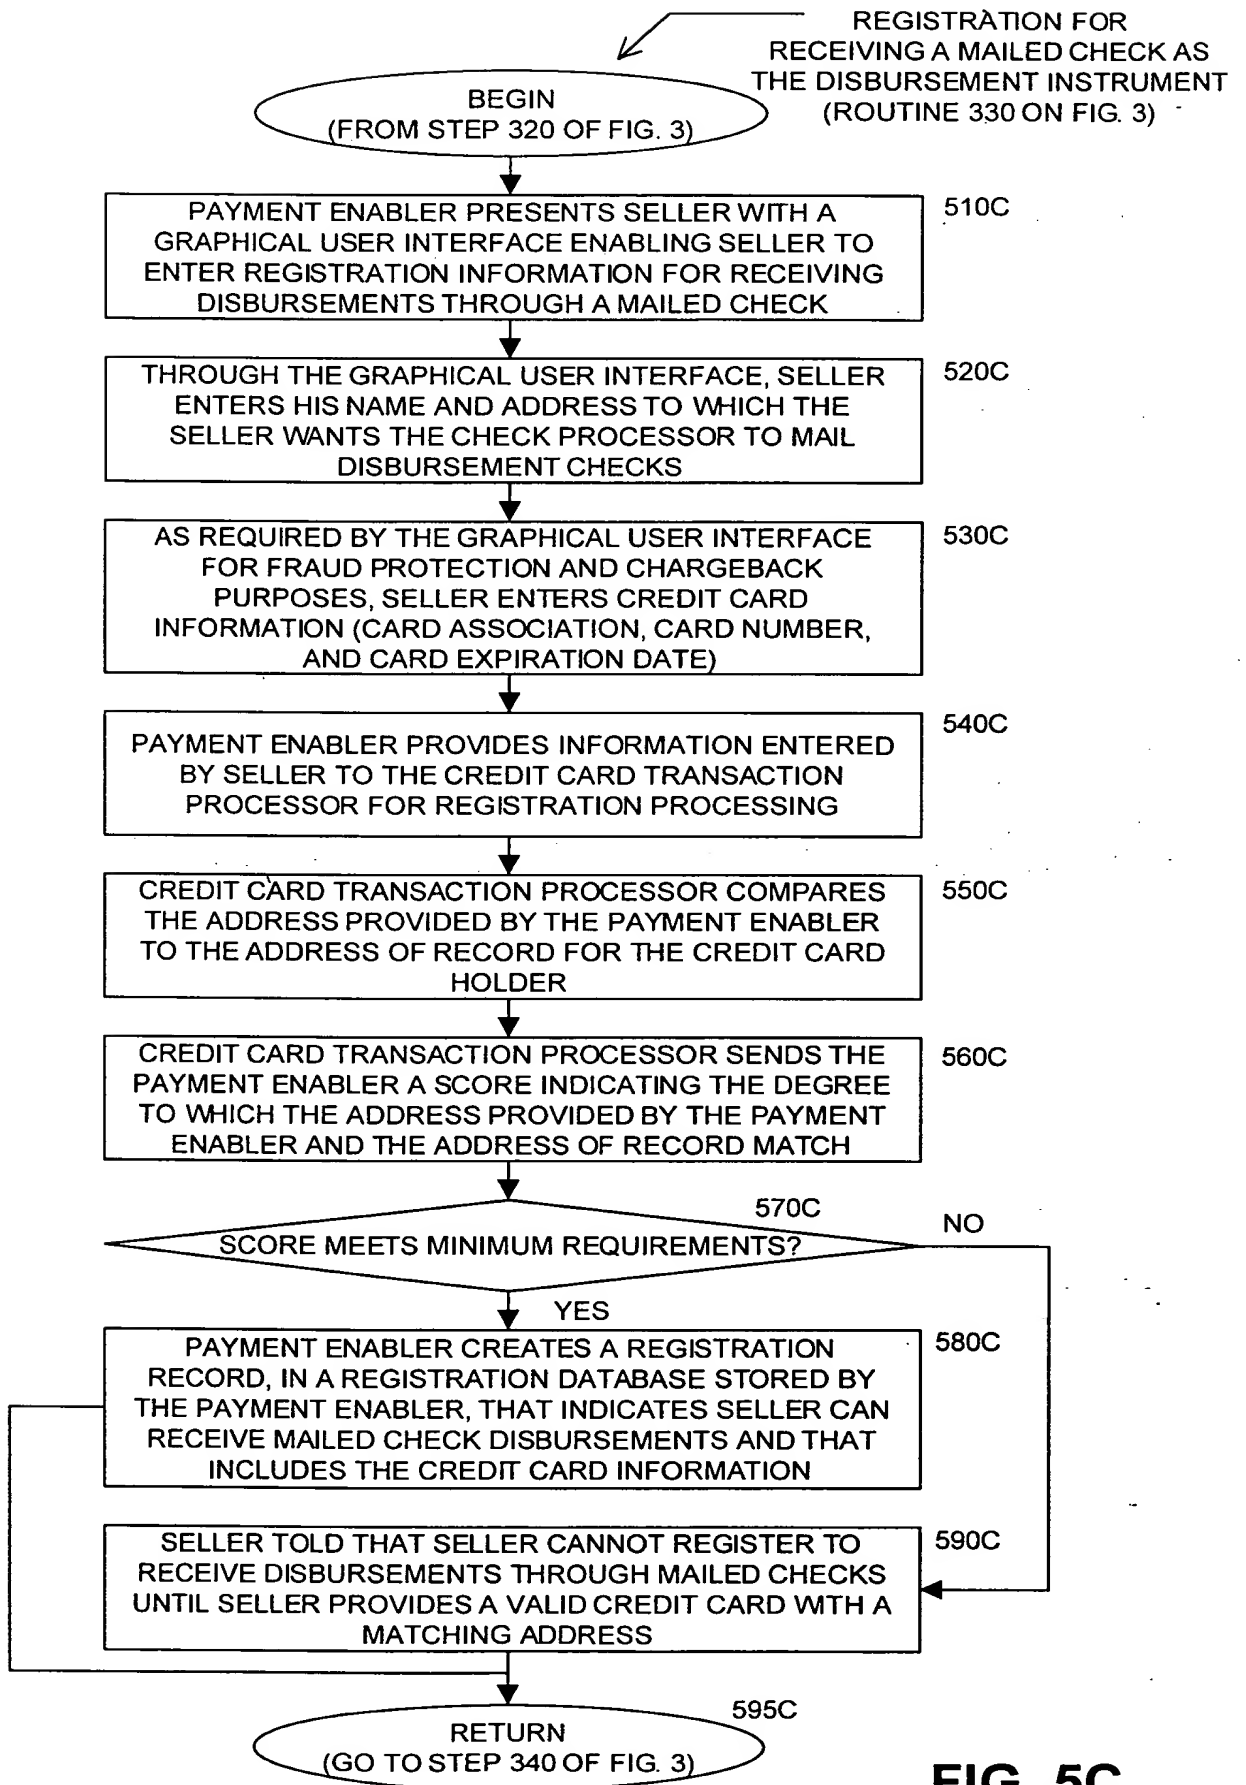 REGISTRATION FOR
RECEIVING A MAILED CHECK AS
THE DISBURSEMENT INSTRUMENT
(ROUTINE 330 ON FIG. 3)
BEGIN
(FROM STEP 320 OF FIG. 3)
510C
PAYMENT ENABLER PRESENTS SELLER WITH A
GRAPHICAL USER INTERFACE ENABLING SELLER TO
ENTER REGISTRATION INFORMATION FOR RECEIVING
DISBURSEMENTS THROUGH A MAILED CHECK
520C
THROUGH THE GRAPHICAL USER INTERFACE, SELLER
ENTERS HIS NAME AND ADDRESS TO WHICH THE
SELLER WANTS THE CHECK PROCESSOR TO MAIL
DISBURSEMENT CHECKS
530C
AS REQUIRED BY THE GRAPHICAL USER INTERFACE
FOR FRAUD PROTECTION AND CHARGEBACK
PURPOSES, SELLER ENTERS CREDIT CARD
INFORMATION (CARD ASSOCIATION, CARD NUMBER,
AND CARD EXPIRATION DATE)
540C
PAYMENT ENABLER PROVIDES INFORMATION ENTERED
BY SELLER TO THE CREDIT CARD TRANSACTION
PROCESSOR FOR REGISTRATION PROCESSING
550C
CREDIT CARD TRANSACTION PROCESSOR COMPARES
THE ADDRESS PROVIDED BY THE PAYMENT ENABLER
TO THE ADDRESS OF RECORD FOR THE CREDIT CARD
HOLDER
560C
CREDIT CARD TRANSACTION PROCESSOR SENDS THE
PAYMENT ENABLER A SCORE INDICATING THE DEGREE
TO WHICH THE ADDRESS PROVIDED BY THE PAYMENT
ENABLER AND THE ADDRESS OF RECORD MATCH
570C
SCORE MEETS MINIMUM REQUIREMENTS?
NO
YES
580C
PAYMENT ENABLER CREATES A REGISTRATION
RECORD, IN A REGISTRATION DATABASE STORED BY
THE PAYMENT ENABLER, THAT INDICATES SELLER CAN
RECEIVE MAILED CHECK DISBURSEMENTS AND THAT
INCLUDES THE CREDIT CARD INFORMATION
590C
SELLER TOLD THAT SELLER CANNOT REGISTER TO
RECEIVE DISBURSEMENTS THROUGH MAILED CHECKS
UNTIL SELLER PROVIDES A VALID CREDIT CARD WITH A
MATCHING ADDRESS
595C
RETURN
(GO TO STEP 340 OF FIG. 3)
FIG. 5C